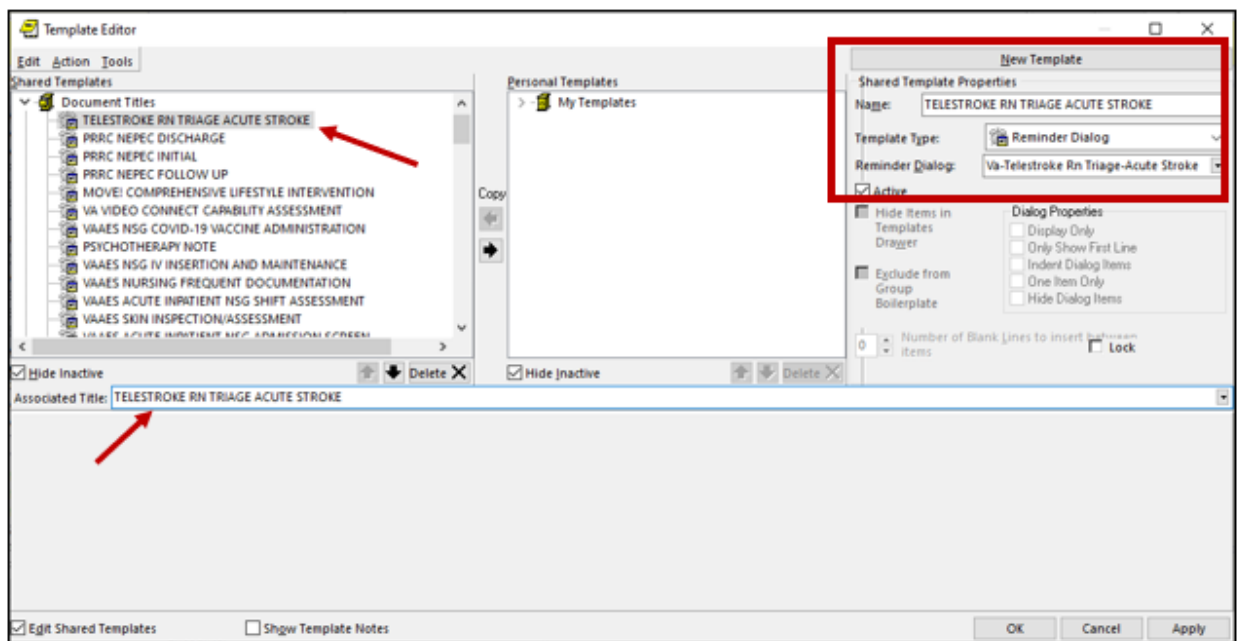 Template Editor
Edit Action Tools
New Template
Shared Templates
Personal Templates
Shared Template Properties
Document Titles
My Templates
Name: TELESTROKE RN TRIAGE ACUTE STROKE
TELESTROKE RN TRIAGE ACUTE STROKE
PRRC NEPEC DISCHARGE
Template Type: Reminder Dialog
PRRC NEPEC INITIAL
PRRC NEPEC FOLLOW UP
Reminder Dialog: Va-Telestroke Rn Triage-Acute Stroke
MOVE! COMPREHENSIVE LIFESTYLE INTERVENTION
Copy
Active
VA VIDEO CONNECT CAPABILITY ASSESSMENT
VAAES NSG COVID-19 VACCINE ADMINISTRATION
PSYCHOTHERAPY NOTE
VAAES NSG IV INSERTION AND MAINTENANCE
VAAES NURSING FREQUENT DOCUMENTATION
VAAES ACUTE INPATIENT NSG SHIFT ASSESSMENT
VAAES SKIN INSPECTION/ASSESSMENT
VAAES ACUTE INPATIENT NSG ADMISSION SCREEN
Hide Items in
Templates
Drawer
Exclude from
Group
Boilerplate
Dialog Properties
Display Only
Only Show First Line
Indent Dialog Items
One Item Only
Hide Dialog Items
0 Number of Blank Lines to insert between
items
Lock
Hide Inactive
Delete
Hide Inactive
Delete
Associated Title: TELESTROKE RN TRIAGE ACUTE STROKE
Edit Shared Templates
Show Template Notes
OK
Cancel
Apply